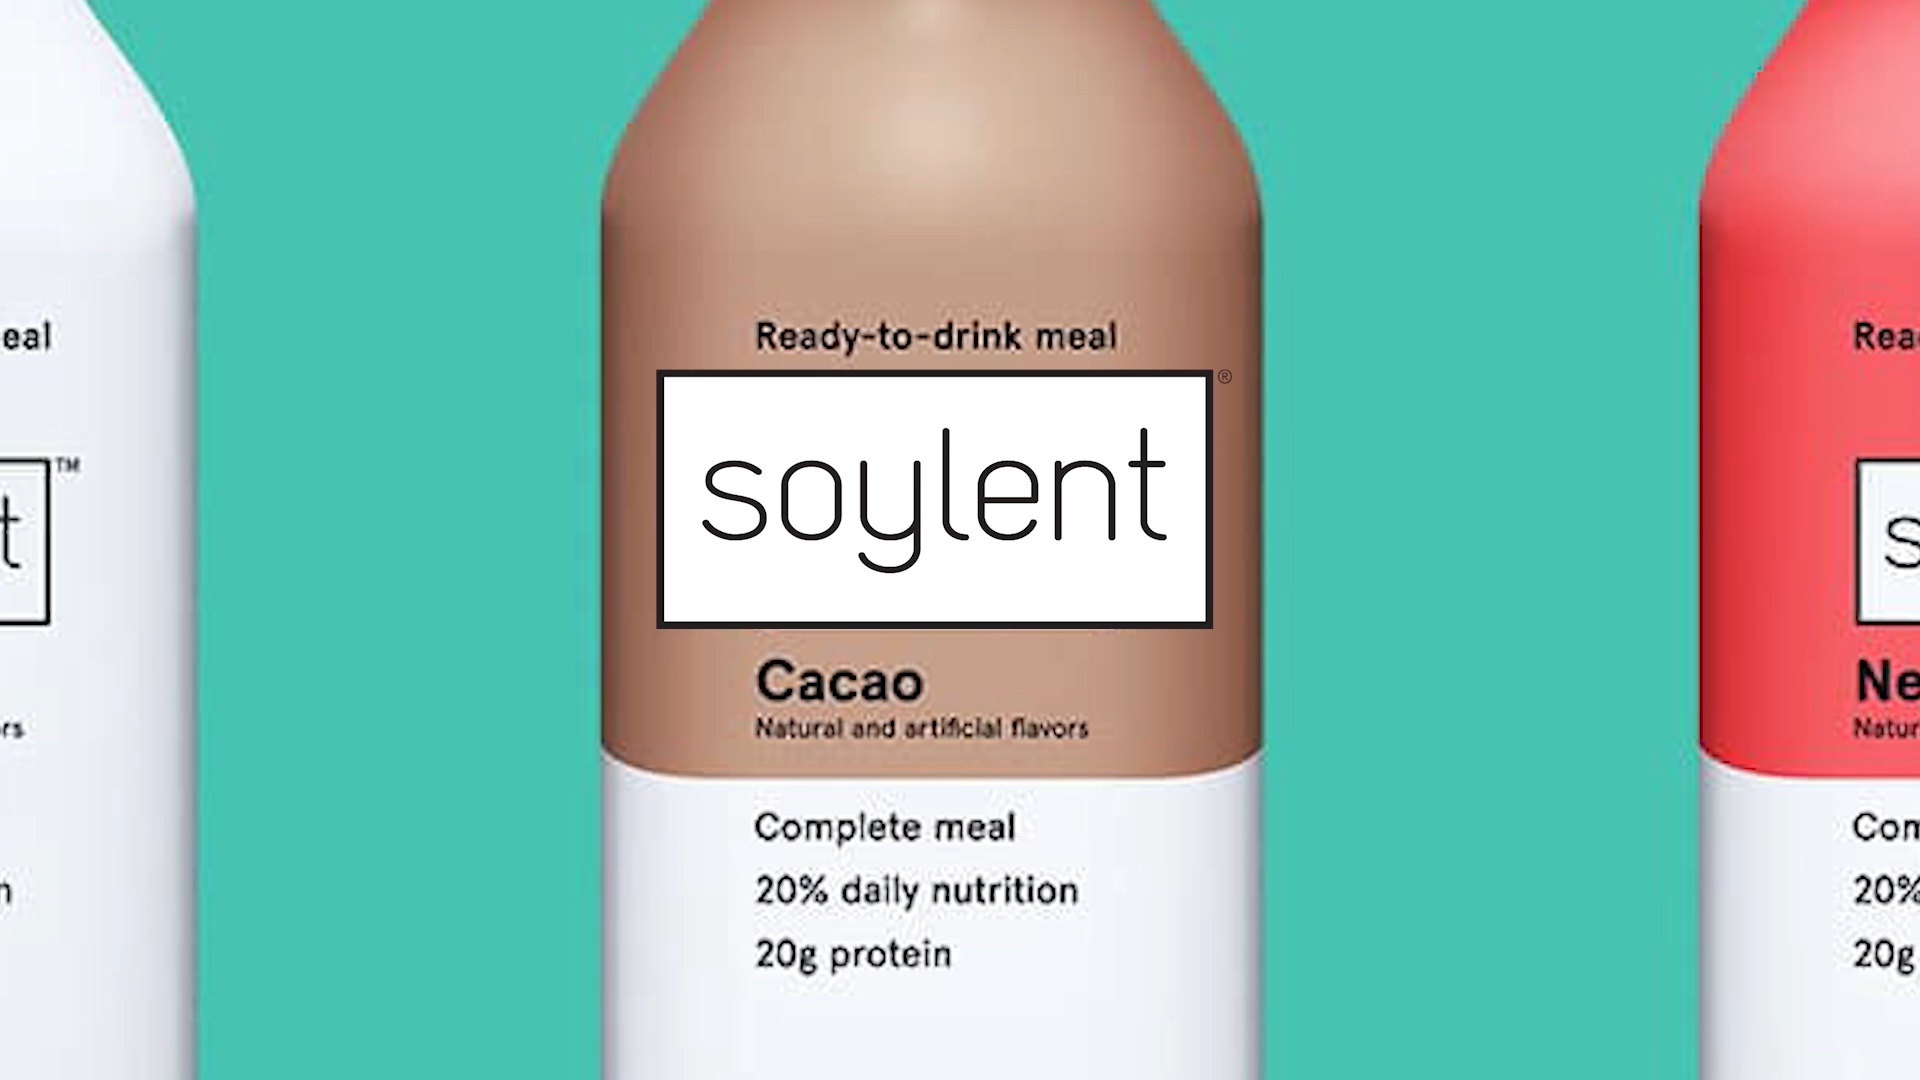 Ready-to-drink meal
soylent®
Cacao
Natural and artificial flavors
Complete meal
20% daily nutrition
20g protein
eal
t™
rs
n
Rea
s
Ne
Natur
Com
20%
20g